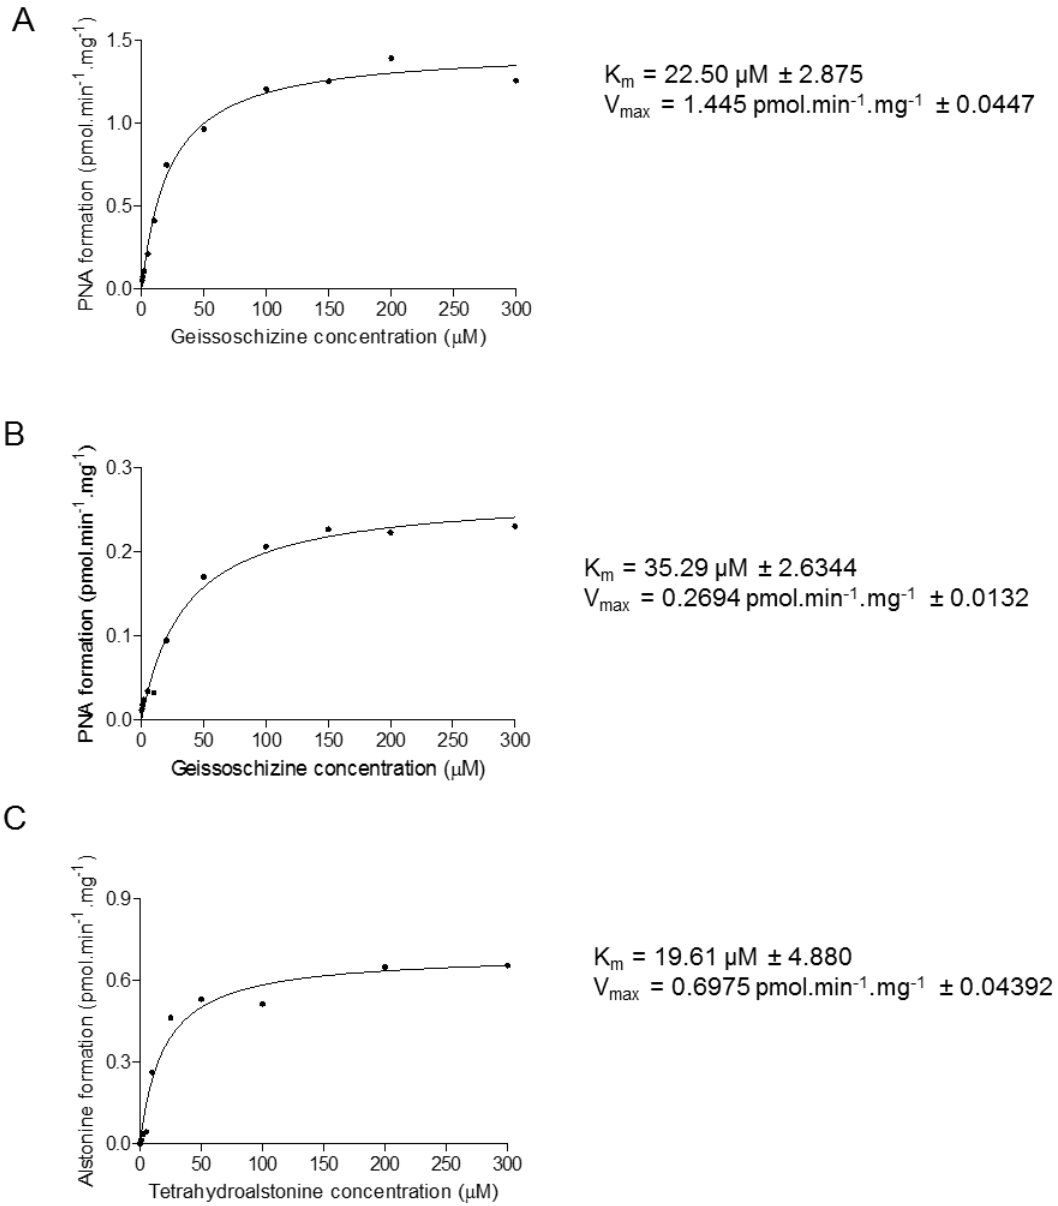 A
PNA formation (pmol.min⁻¹.mg⁻¹)
1.5
1.0
0.5
0.0
0 50 100 150 200 250 300
Geissoschizine concentration (μM)
Kₘ = 22.50 μM ± 2.875
Vₘₐₓ = 1.445 pmol.min⁻¹.mg⁻¹ ± 0.0447
B
PNA formation (pmol.min⁻¹.mg⁻¹)
0.3
0.2
0.1
0.0
0 50 100 150 200 250 300
Geissoschizine concentration (μM)
Kₘ = 35.29 μM ± 2.6344
Vₘₐₓ = 0.2694 pmol.min⁻¹.mg⁻¹ ± 0.0132
C
Alstonine formation (pmol.min⁻¹.mg⁻¹)
0.9
0.6
0.3
0.0
0 50 100 150 200 250 300
Tetrahydroalstonine concentration (μM)
Kₘ = 19.61 μM ± 4.880
Vₘₐₓ = 0.6975 pmol.min⁻¹.mg⁻¹ ± 0.04392